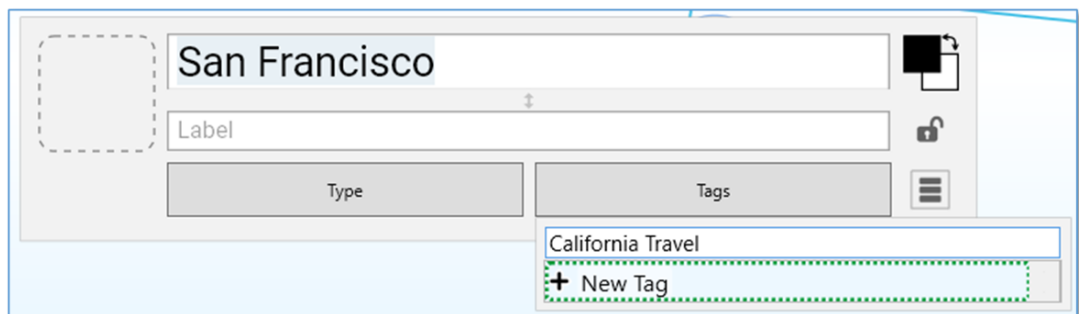 San Francisco
Label
Type
Tags
California Travel
+ New Tag